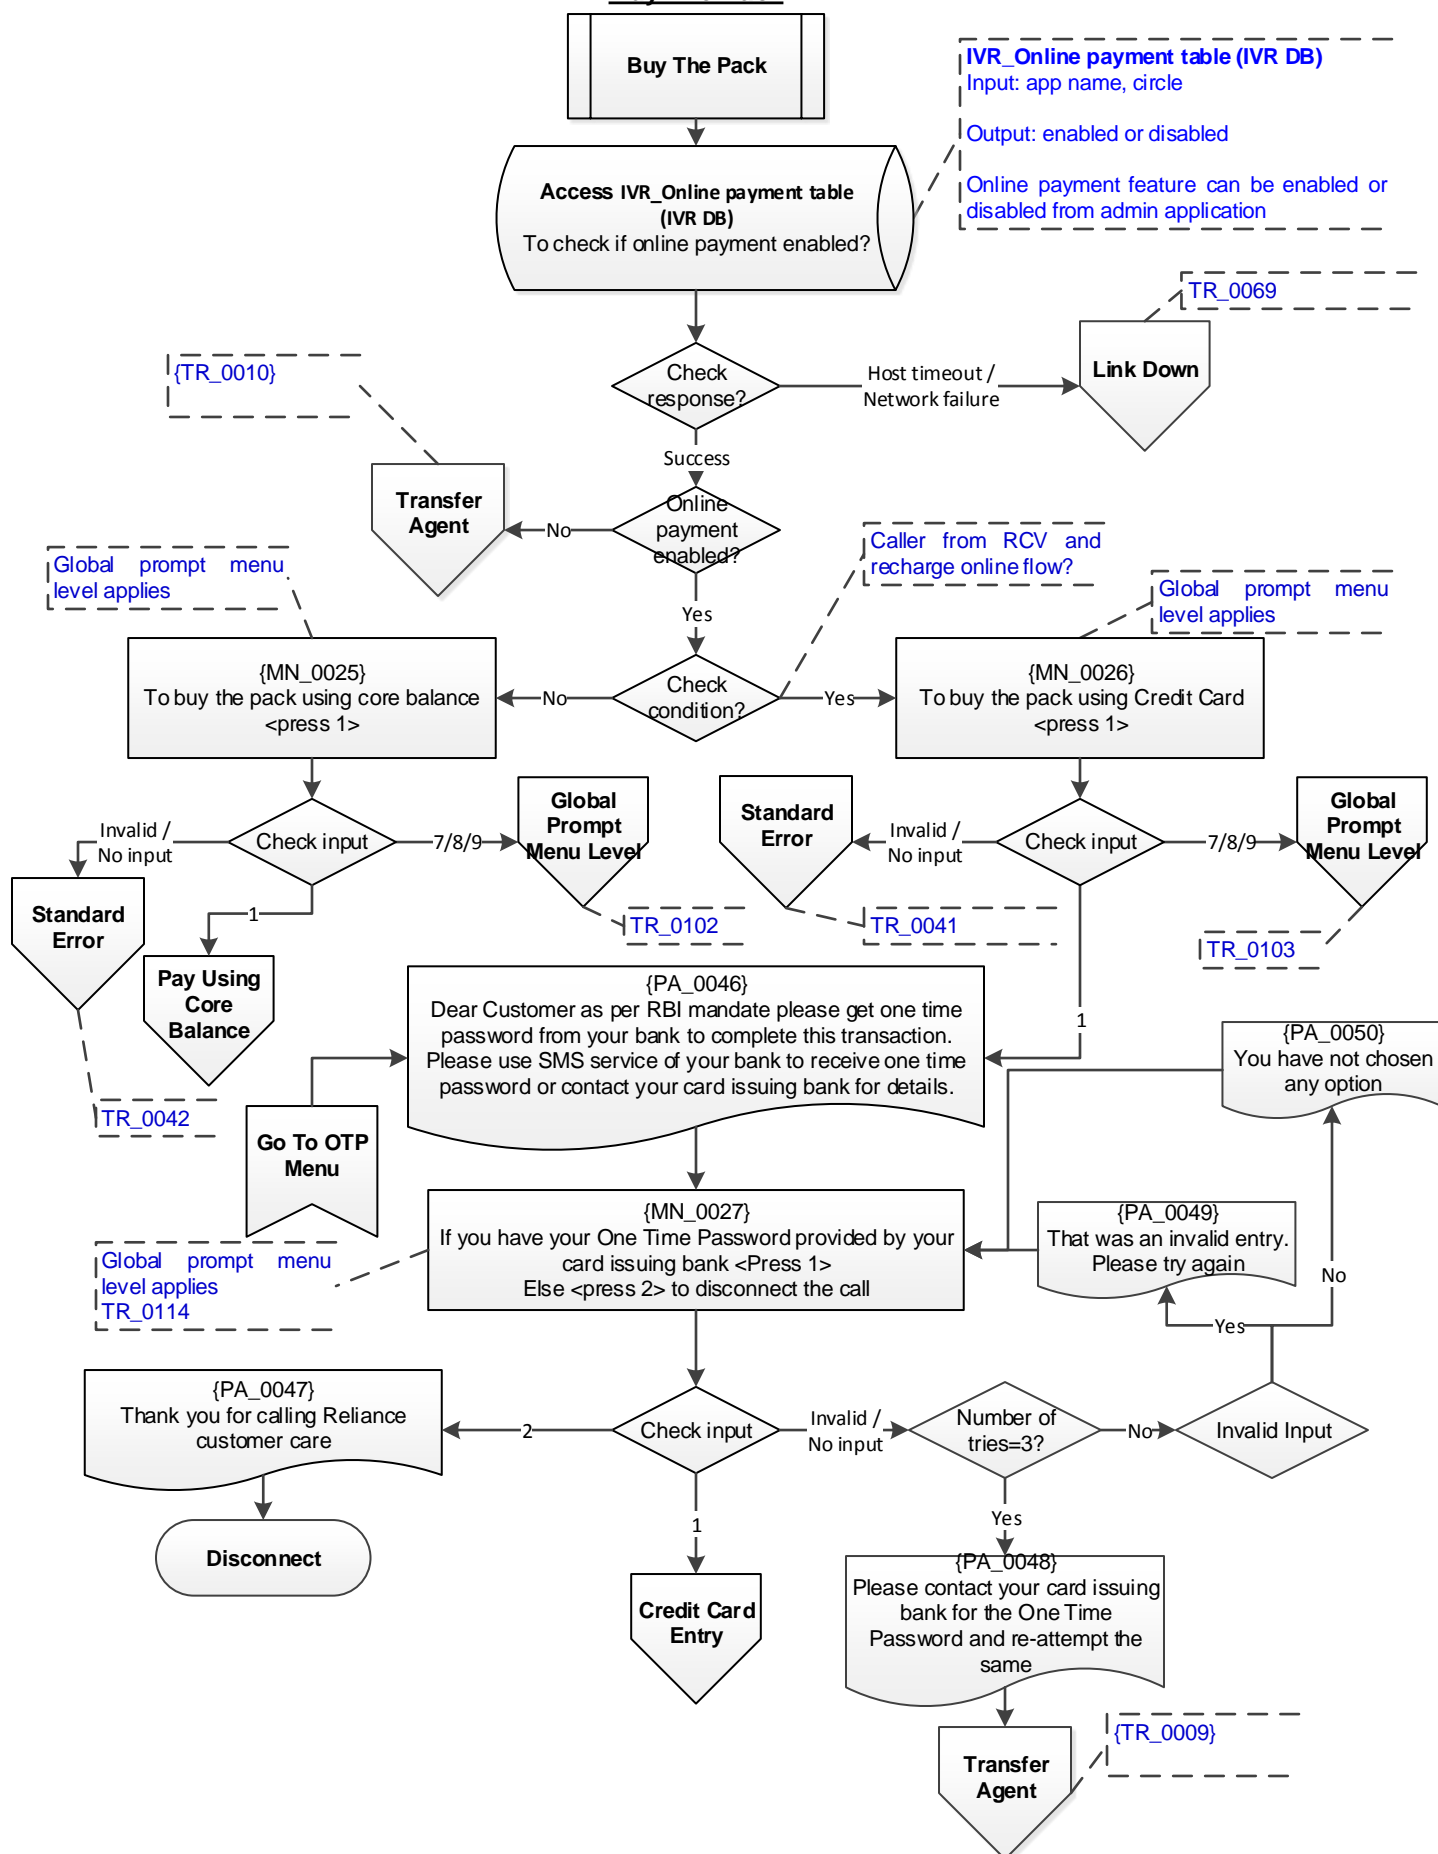 Buy The Pack
IVR_Online payment table (IVR DB)
Input: app name, circle
Output: enabled or disabled
Online payment feature can be enabled or
disabled from admin application
Access IVR_Online payment table
(IVR DB)
To check if online payment enabled?
TR_0069
Link Down
Check
response?
Host timeout /
Network failure
{TR_0010}
Success
Transfer
Agent
No
Online
payment
enabled?
Caller from RCV and
recharge online flow?
Global prompt menu
level applies
Global prompt menu
level applies
Yes
{MN_0025}
To buy the pack using core balance
<press 1>
No
Check
condition?
Yes
{MN_0026}
To buy the pack using Credit Card
<press 1>
Invalid /
No input
Check input
7/8/9
Global
Prompt
Menu Level
Standard
Error
Invalid /
No input
Check input
7/8/9
Global
Prompt
Menu Level
Standard
Error
1
TR_0102
TR_0041
TR_0103
Pay Using
Core
Balance
{PA_0046}
Dear Customer as per RBI mandate please get one time
password from your bank to complete this transaction.
Please use SMS service of your bank to receive one time
password or contact your card issuing bank for details.
1
{PA_0050}
You have not chosen
any option
TR_0042
Go To OTP
Menu
{MN_0027}
If you have your One Time Password provided by your
card issuing bank <Press 1>
Else <press 2> to disconnect the call
Global prompt menu
level applies
TR_0114
{PA_0049}
That was an invalid entry.
Please try again
No
Yes
{PA_0047}
Thank you for calling Reliance
customer care
2
Check input
Invalid /
No input
Number of
tries=3?
No
Invalid Input
Disconnect
1
Yes
Credit Card
Entry
{PA_0048}
Please contact your card issuing
bank for the One Time
Password and re-attempt the
same
{TR_0009}
Transfer
Agent